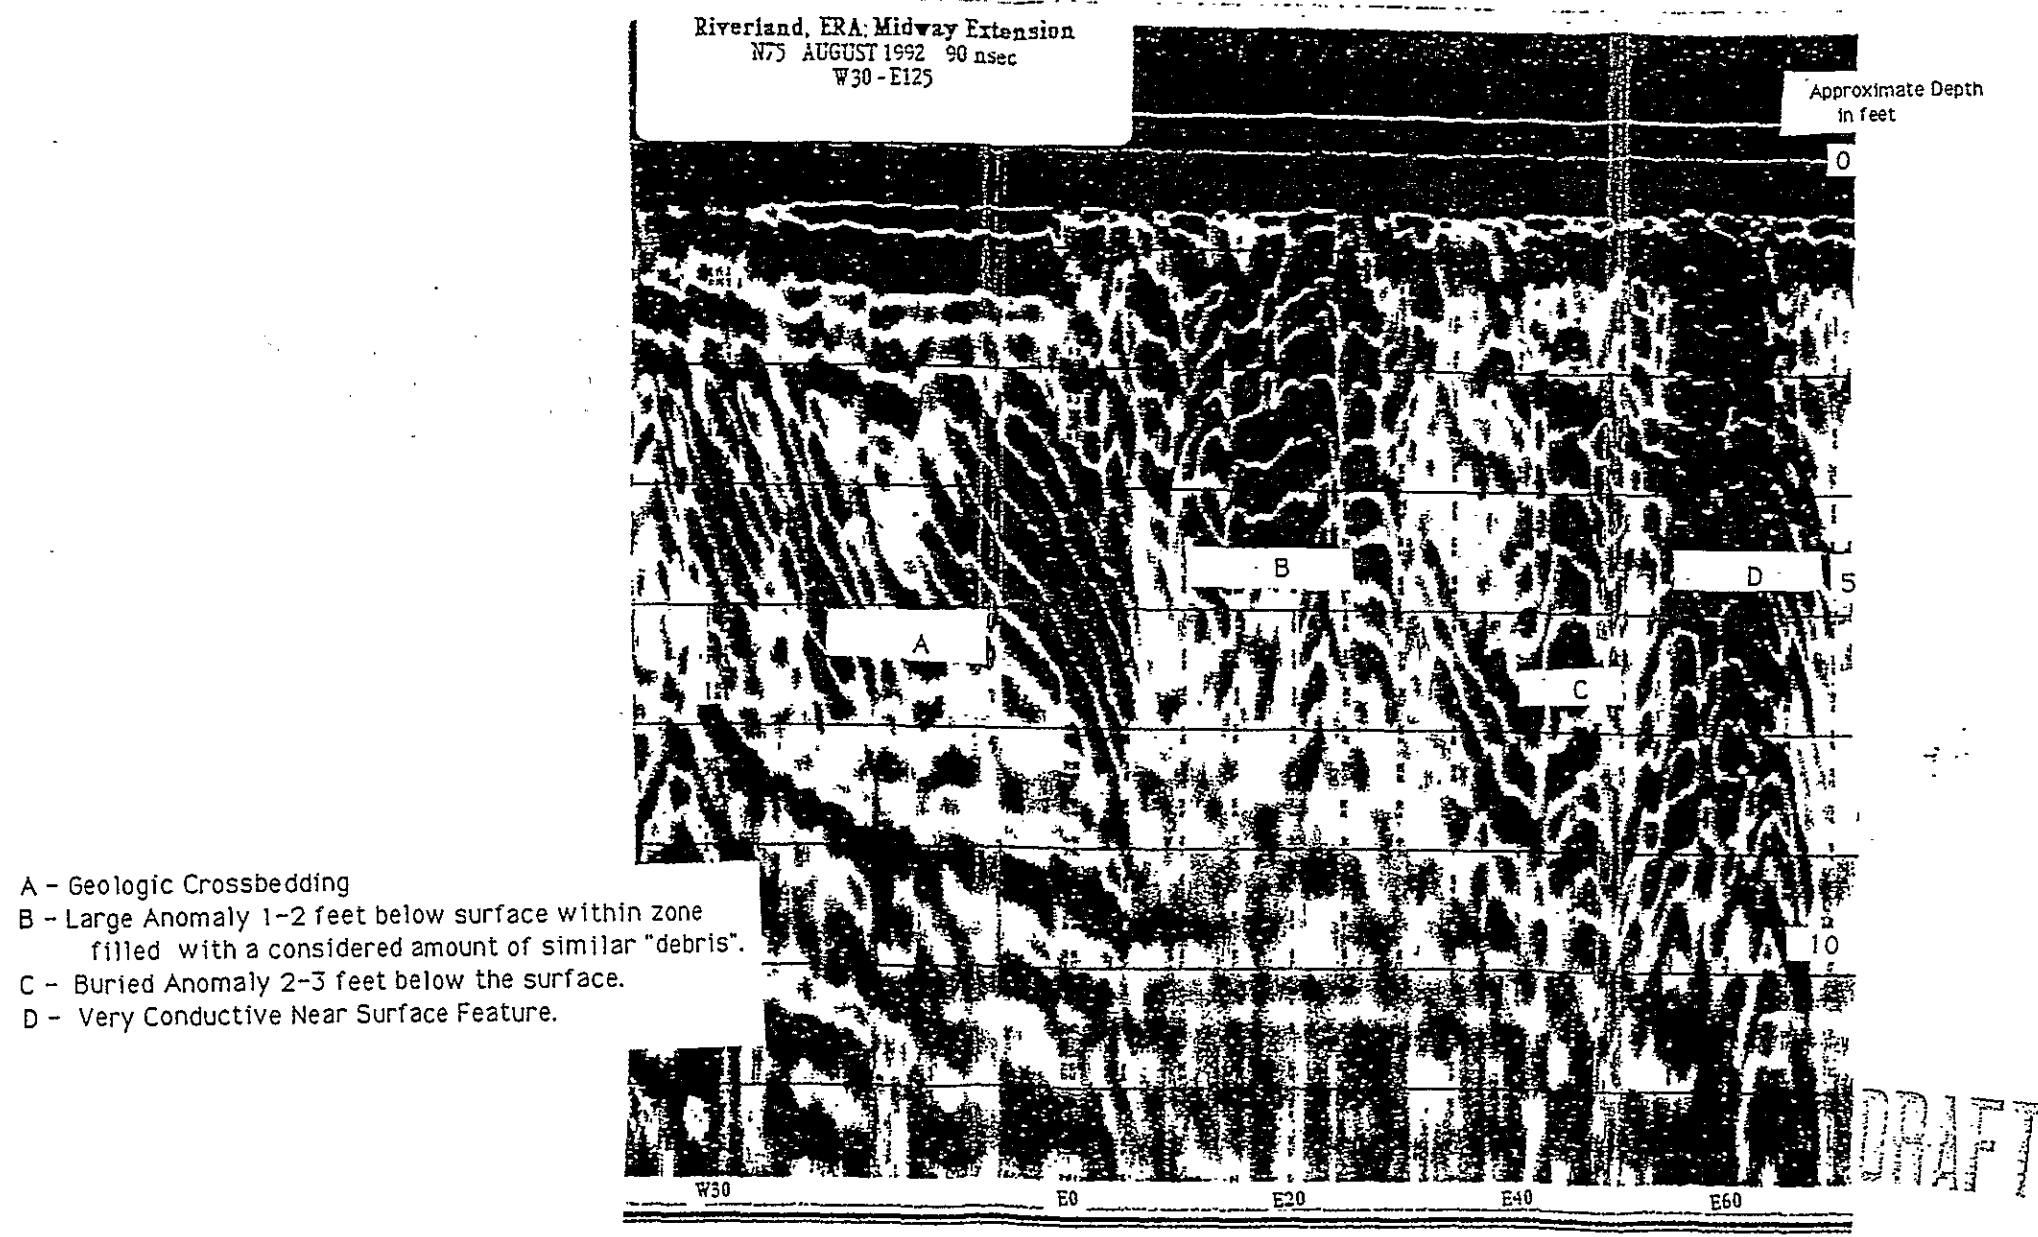 Riverland, ERA: Midway Extension
N75 AUGUST 1992 90 nsec
W30-E125
Approximate Depth
in feet
0
B
D
5
A
C
A - Geologic Crossbedding
B - Large Anomaly 1-2 feet below surface within zone
filled with a considered amount of similar "debris".
C - Buried Anomaly 2-3 feet below the surface.
D - Very Conductive Near Surface Feature.
10
DRAFT
W30
E0
E20
E40
E60